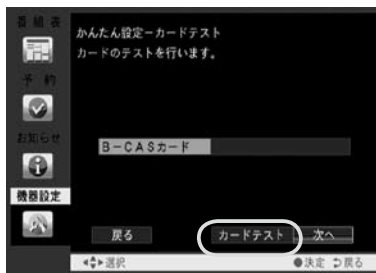 番組表
予約
お知らせ
機器設定
かんたん設定－カードテスト
カードのテストを行います。
B－CASカード
戻る
カードテスト
次へ
選択
決定
戻る